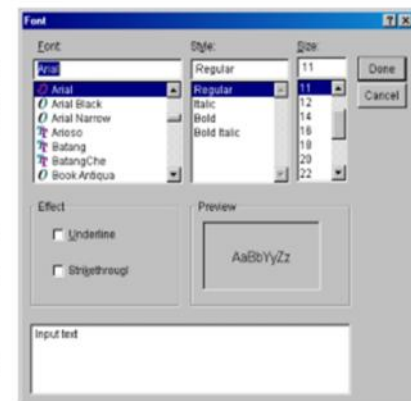 Font
Font: Style: Size:
Arial Regular 11 Done
Arial Regular 11 Cancel
Arial Black Italic 12
Arial Narrow Bold 14
Arioso Bold Italic 16
Batang 18
BatangChe 20
Book Antiqua 22
Effect Preview
Underline
AaBbYyZz
Strikethrougl
Input text